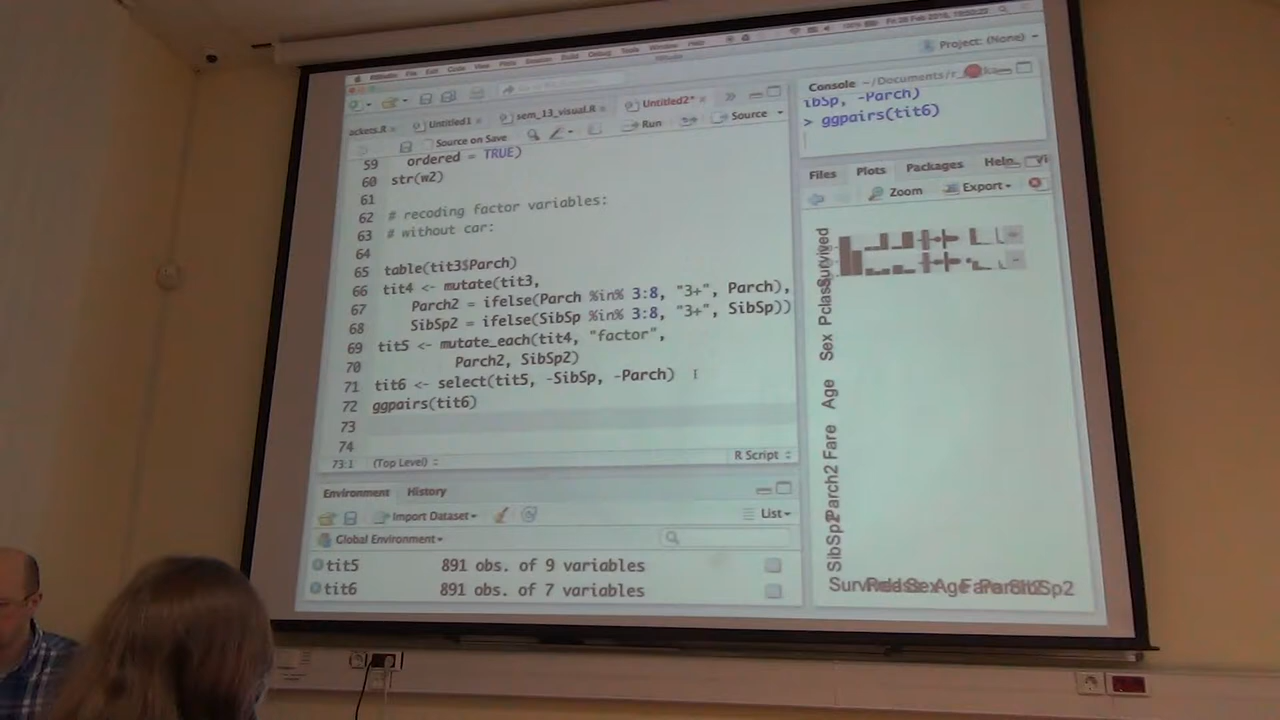 Project: (None)
ackets.R
Untitled1
sem_13_visual.R
Untitled2*
Source on Save
Run
Source
59 ordered = TRUE)
60 str(w2)
61
62 # recoding factor variables:
63 # without car:
64
65 table(tit3$Parch)
66 tit4 <- mutate(tit3,
67 Parch2 = ifelse(Parch %in% 3:8, "3+", Parch),
68 SibSp2 = ifelse(SibSp %in% 3:8, "3+", SibSp))
69 tit5 <- mutate_each(tit4, "factor",
70 Parch2, SibSp2)
71 tit6 <- select(tit5, -SibSp, -Parch)
72 ggpairs(tit6)
73
74
73:1 (Top Level) R Script
Environment History
Import Dataset List
Global Environment
tit5 891 obs. of 9 variables
tit6 891 obs. of 7 variables
Console ~/Documents/r_
ibSp, -Parch)
> ggpairs(tit6)
Files Plots Packages Help Vi
Zoom Export
Survived
Pclass
Sex
Age
Fare
Parch2
SibSp2